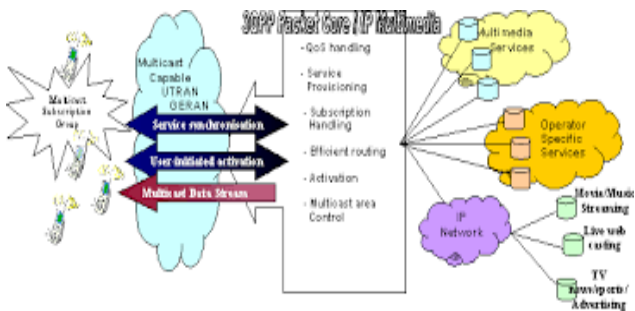 3GPP Packet Core / IP Multimedia
Multicast
Subscription
Group
Multicast
Capable
UTRAN
GERAN
Service synchronisation
User-initiated activation
Multicast Data Stream
- QoS handling
- Service
Provisioning
- Subscription
Handling
- Efficient routing
- Activation
- Multicast area
Control
Multimedia
Services
Operator
Specific
Services
IP
Network
Movie/Music
Streaming
Live web
casting
TV
news/sports/
Advertising